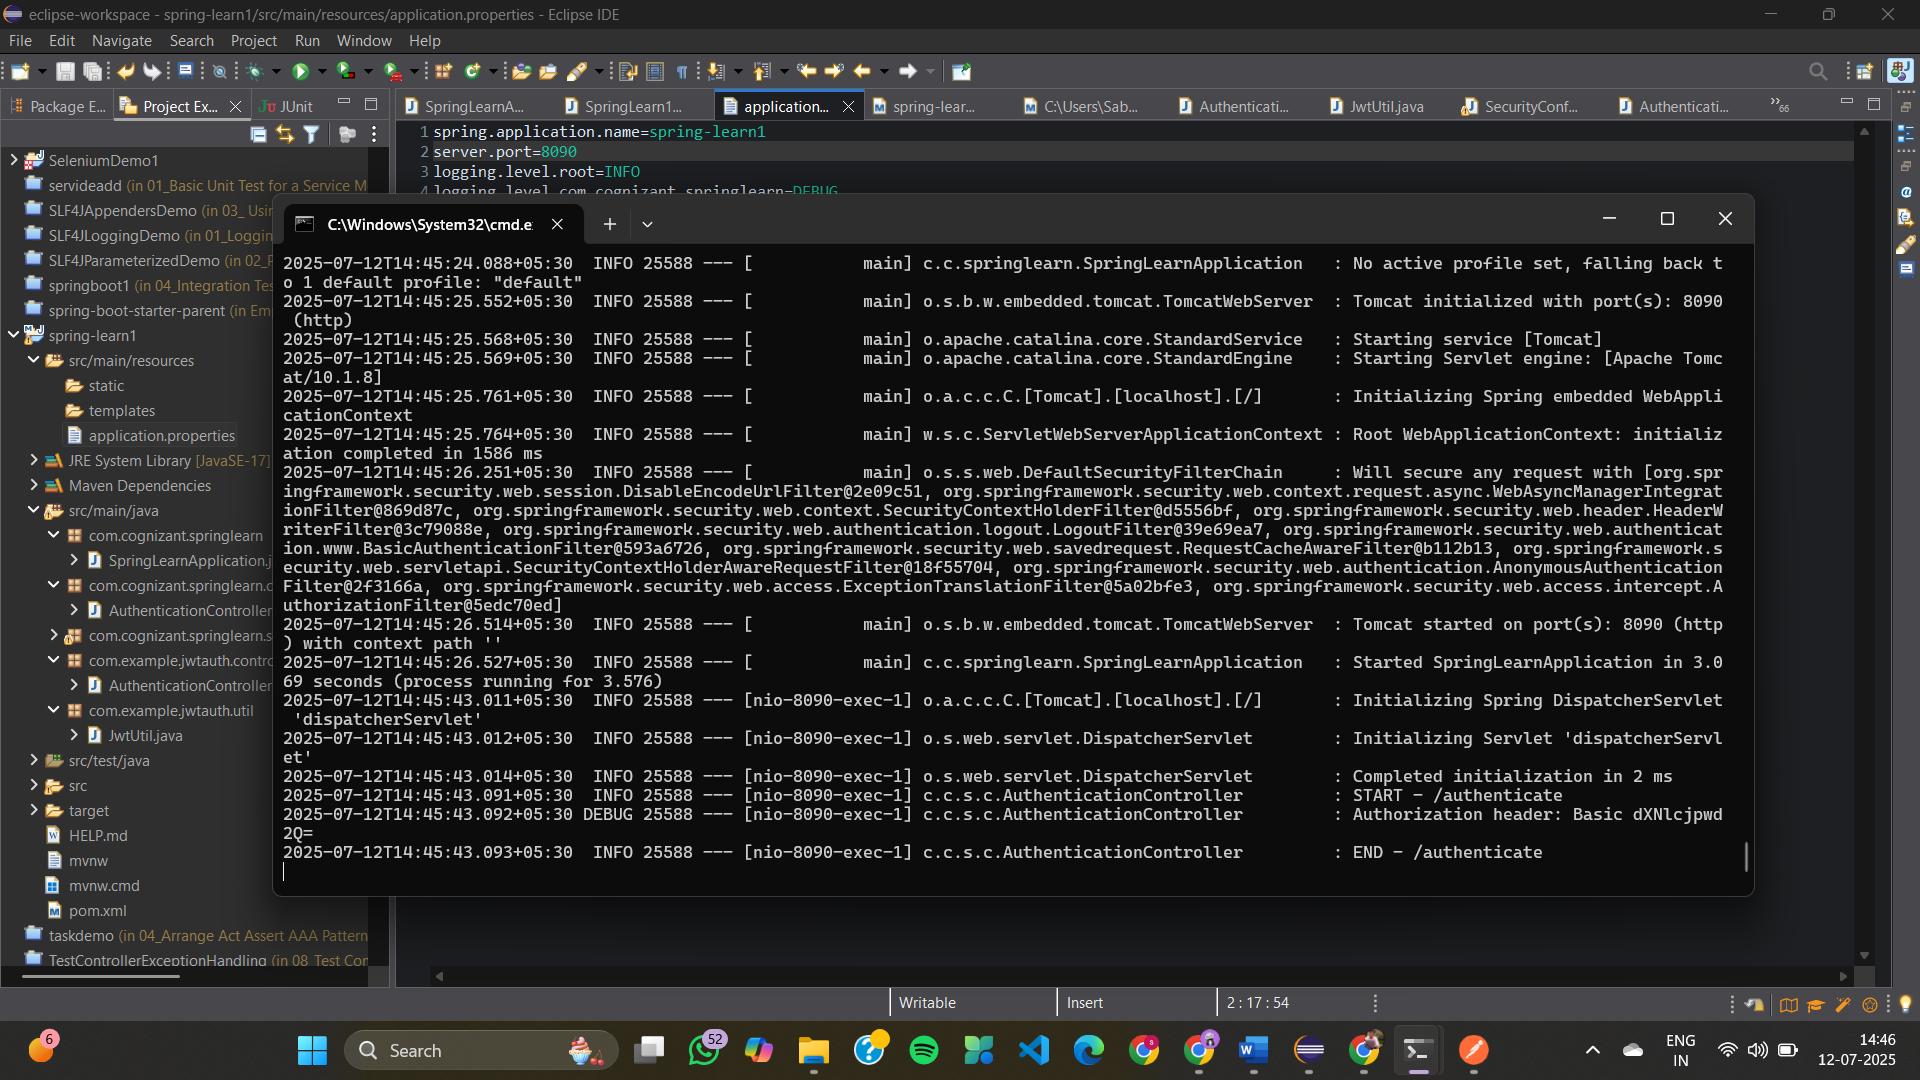 eclipse-workspace - spring-learn1/src/main/resources/application.properties - Eclipse IDE
File Edit Navigate Search Project Run Window Help
Package E... Project Ex... JUnit
SpringLearnA... SpringLearn1... application... spring-lear... C:\Users\Sab... Authenticati... JwtUtil.java SecurityConf... Authenticati... »66
1 spring.application.name=spring-learn1
2 server.port=8090
3 logging.level.root=INFO
4 logging.level.com.cognizant.springlearn=DEBUG
SeleniumDemo1
servideadd (in 01_Basic Unit Test for a Service M
SLF4JAppendersDemo (in 03_ Usin
SLF4JLoggingDemo (in 01_Loggin
SLF4JParameterizedDemo (in 02_F
springboot1 (in 04_Integration Tes
spring-boot-starter-parent (in Em
spring-learn1
src/main/resources
static
templates
application.properties
JRE System Library [JavaSE-17]
Maven Dependencies
src/main/java
com.cognizant.springlearn
SpringLearnApplication.j
com.cognizant.springlearn.c
AuthenticationController
com.cognizant.springlearn.s
com.example.jwtauth.contro
AuthenticationController
com.example.jwtauth.util
JwtUtil.java
src/test/java
src
target
HELP.md
mvnw
mvnw.cmd
pom.xml
taskdemo (in 04_Arrange Act Assert AAA Pattern
TestControllerExceptionHandling (in 08 Test Con
C:\Windows\System32\cmd.e:
2025-07-12T14:45:24.088+05:30  INFO 25588 --- [           main] c.c.springlearn.SpringLearnApplication   : No active profile set, falling back t
o 1 default profile: "default"
2025-07-12T14:45:25.552+05:30  INFO 25588 --- [           main] o.s.b.w.embedded.tomcat.TomcatWebServer  : Tomcat initialized with port(s): 8090
 (http)
2025-07-12T14:45:25.568+05:30  INFO 25588 --- [           main] o.apache.catalina.core.StandardService   : Starting service [Tomcat]
2025-07-12T14:45:25.569+05:30  INFO 25588 --- [           main] o.apache.catalina.core.StandardEngine    : Starting Servlet engine: [Apache Tomc
at/10.1.8]
2025-07-12T14:45:25.761+05:30  INFO 25588 --- [           main] o.a.c.c.C.[Tomcat].[localhost].[/]       : Initializing Spring embedded WebAppli
cationContext
2025-07-12T14:45:25.764+05:30  INFO 25588 --- [           main] w.s.c.ServletWebServerApplicationContext : Root WebApplicationContext: initializ
ation completed in 1586 ms
2025-07-12T14:45:26.251+05:30  INFO 25588 --- [           main] o.s.s.web.DefaultSecurityFilterChain     : Will secure any request with [org.spr
ingframework.security.web.session.DisableEncodeUrlFilter@2e09c51, org.springframework.security.web.context.request.async.WebAsyncManagerIntegrat
ionFilter@869d87c, org.springframework.security.web.context.SecurityContextHolderFilter@d5556bf, org.springframework.security.web.header.HeaderW
riterFilter@3c79088e, org.springframework.security.web.authentication.logout.LogoutFilter@39e69ea7, org.springframework.security.web.authenticat
ion.www.BasicAuthenticationFilter@593a6726, org.springframework.security.web.savedrequest.RequestCacheAwareFilter@b112b13, org.springframework.s
ecurity.web.servletapi.SecurityContextHolderAwareRequestFilter@18f55704, org.springframework.security.web.authentication.AnonymousAuthentication
Filter@2f3166a, org.springframework.security.web.access.ExceptionTranslationFilter@5a02bfe3, org.springframework.security.web.access.intercept.A
uthorizationFilter@5edc70ed]
2025-07-12T14:45:26.514+05:30  INFO 25588 --- [           main] o.s.b.w.embedded.tomcat.TomcatWebServer  : Tomcat started on port(s): 8090 (http
) with context path ''
2025-07-12T14:45:26.527+05:30  INFO 25588 --- [           main] c.c.springlearn.SpringLearnApplication   : Started SpringLearnApplication in 3.0
69 seconds (process running for 3.576)
2025-07-12T14:45:43.011+05:30  INFO 25588 --- [nio-8090-exec-1] o.a.c.c.C.[Tomcat].[localhost].[/]       : Initializing Spring DispatcherServlet
 'dispatcherServlet'
2025-07-12T14:45:43.012+05:30  INFO 25588 --- [nio-8090-exec-1] o.s.web.servlet.DispatcherServlet        : Initializing Servlet 'dispatcherServl
et'
2025-07-12T14:45:43.014+05:30  INFO 25588 --- [nio-8090-exec-1] o.s.web.servlet.DispatcherServlet        : Completed initialization in 2 ms
2025-07-12T14:45:43.091+05:30  INFO 25588 --- [nio-8090-exec-1] c.c.s.c.AuthenticationController         : START - /authenticate
2025-07-12T14:45:43.092+05:30 DEBUG 25588 --- [nio-8090-exec-1] c.c.s.c.AuthenticationController         : Authorization header: Basic dXNlcjpwd
2Q=
2025-07-12T14:45:43.093+05:30  INFO 25588 --- [nio-8090-exec-1] c.c.s.c.AuthenticationController         : END - /authenticate
Writable Insert 2 : 17 : 54
6 Search 52 ENG IN 14:46
12-07-2025